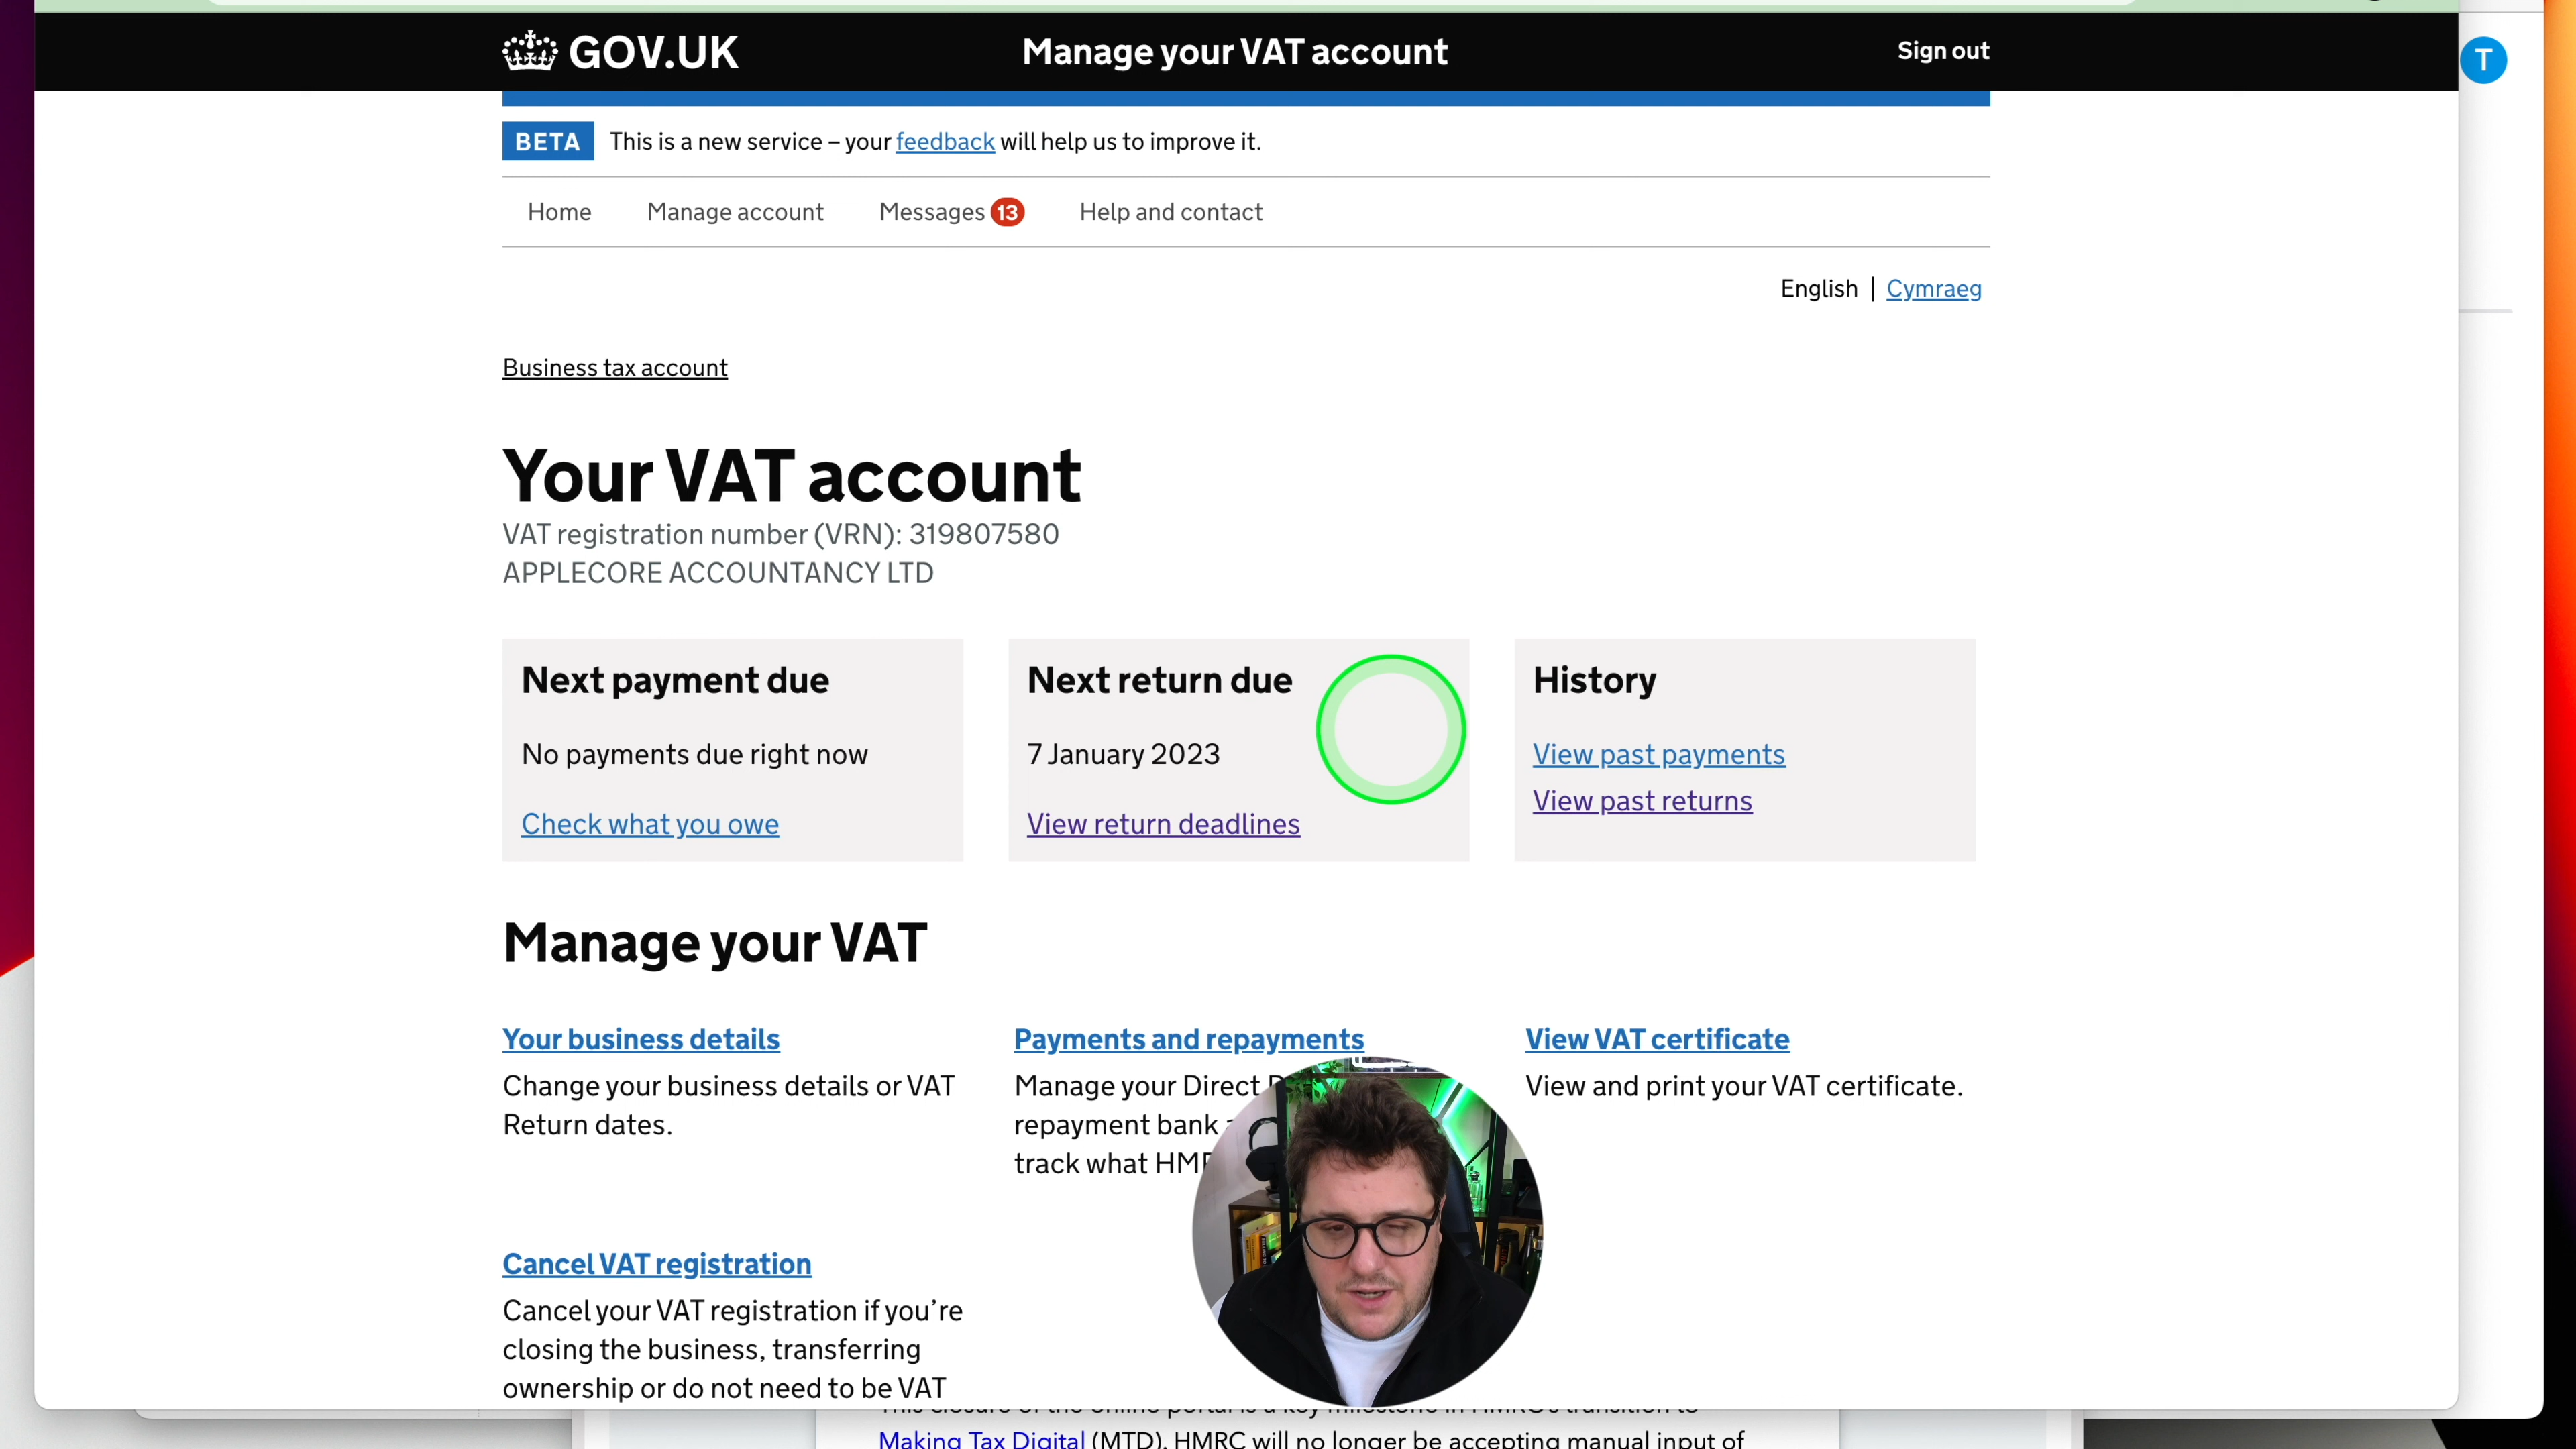 GOV.UK
Manage your VAT account
Sign out
T
BETA
This is a new service – your feedback will help us to improve it.
Home
Manage account
Messages 13
Help and contact
English | Cymraeg
Business tax account
Your VAT account
VAT registration number (VRN): 319807580
APPLECORE ACCOUNTANCY LTD
Next payment due
No payments due right now
Check what you owe
Next return due
7 January 2023
View return deadlines
History
View past payments
View past returns
Manage your VAT
Your business details
Change your business details or VAT
Return dates.
Payments and repayments
Manage your Direct
repayment bank
track what
View VAT certificate
View and print your VAT certificate.
Cancel VAT registration
Cancel your VAT registration if you’re
closing the business, transferring
ownership or do not need to be VAT
Making Tax Digital (MTD). HMRC will no longer be accepting manual input of